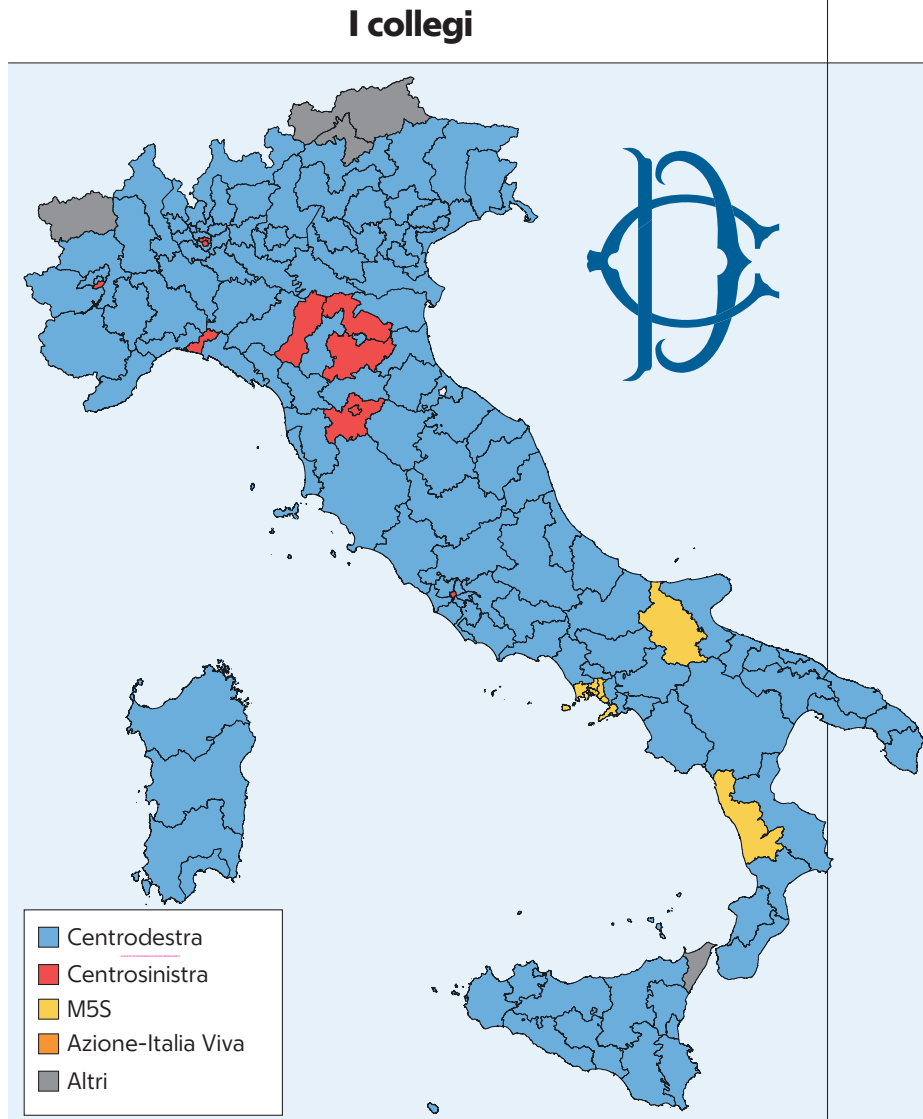 I collegi
Centrodestra
Centrosinistra
M5S
Azione-Italia Viva
Altri